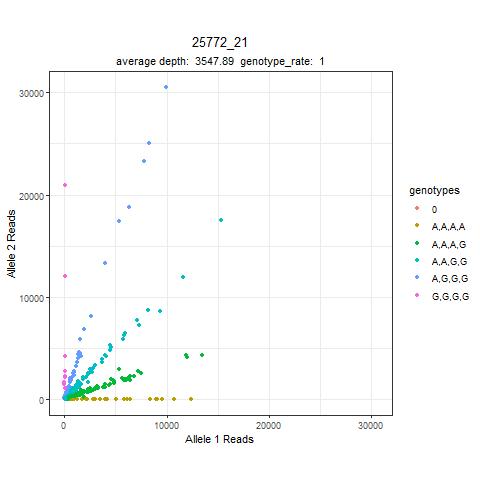 25772_21
average depth: 3547.89 genotype_rate: 1
30000
20000
10000
0
Allele 2 Reads
0
10000
20000
30000
Allele 1 Reads
genotypes
0
A,A,A,A
A,A,A,G
A,A,G,G
A,G,G,G
G,G,G,G